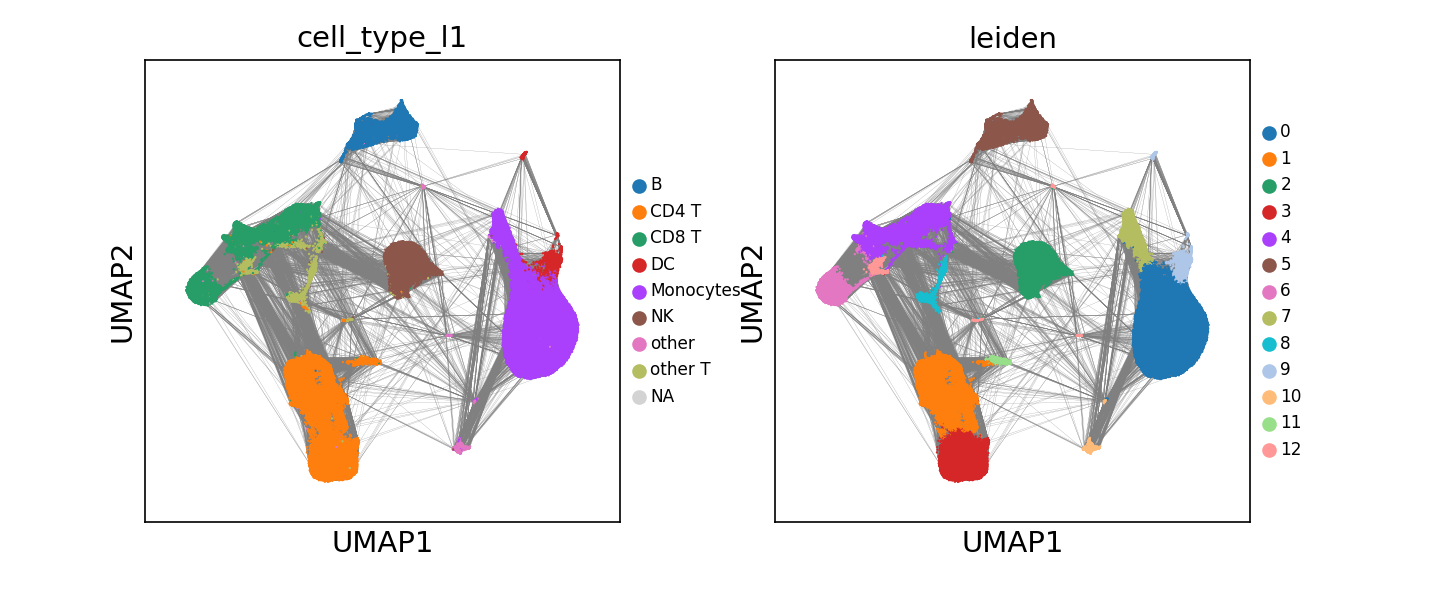 cell_type_l1
UMAP2
UMAP1
B
CD4 T
CD8 T
DC
Monocytes
NK
other
other T
NA
leiden
UMAP2
UMAP1
0
1
2
3
4
5
6
7
8
9
10
11
12